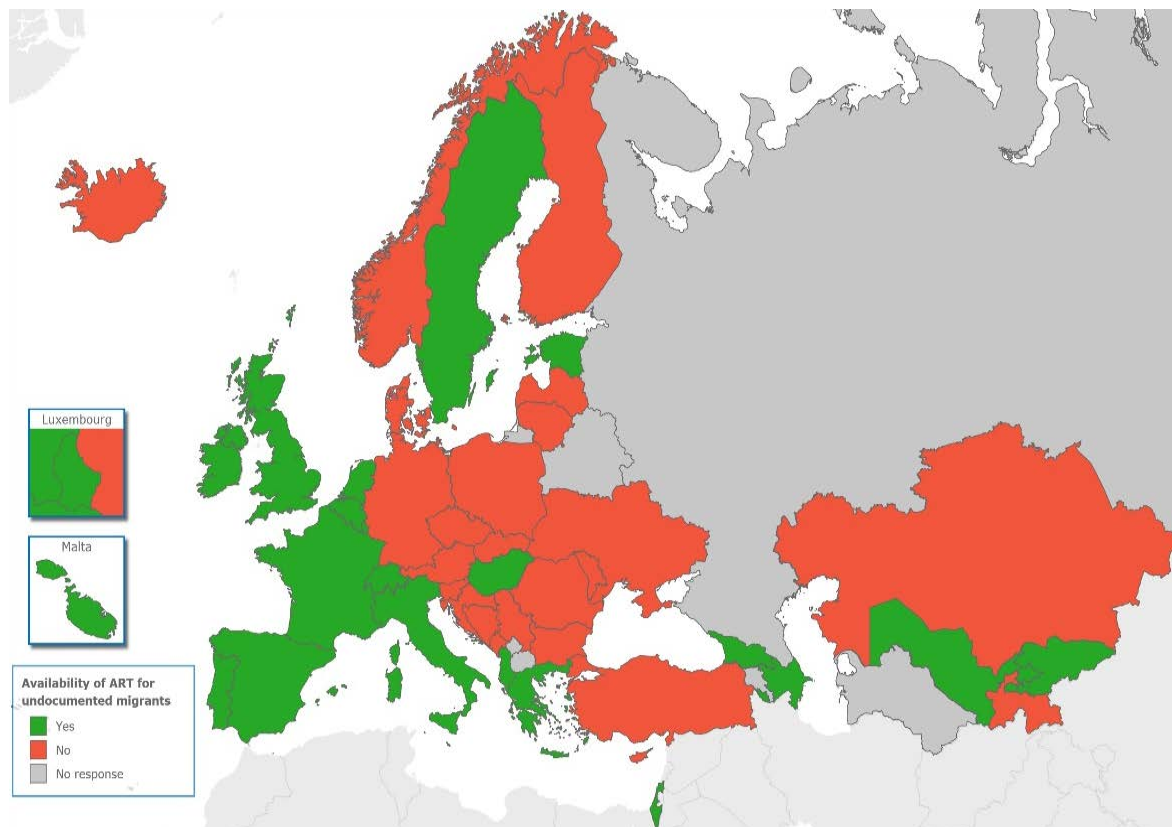 Luxembourg
Malta
Availability of ART for
undocumented migrants
Yes
No
No response